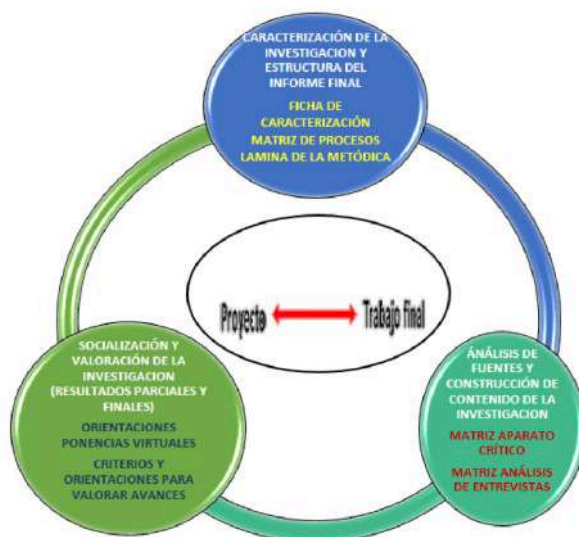 CARACTERIZACIÓN DE LA
INVESTIGACION Y
ESTRUCTURA DEL
INFORME FINAL
FICHA DE
CARACTERIZACIÓN
MATRIZ DE PROCESOS
LAMINA DE LA METÓDICA
Proyecto
Trabajo final
SOCIALIZACIÓN Y
VALORACIÓN DE LA
INVESTIGACION
(RESULTADOS PARCIALES Y
FINALES)
ORIENTACIONES
PONENCIAS VIRTUALES
CRITERIOS Y
ORIENTACIONES PARA
VALORAR AVANCES
ÁNÁLISIS DE
FUENTES Y
CONSTRUCCIÓN DE
CONTENIDO DE LA
INVESTIGACION
MATRIZ APARATO
CRÍTICO
MATRIZ ANÁLISIS
DE ENTREVISTAS